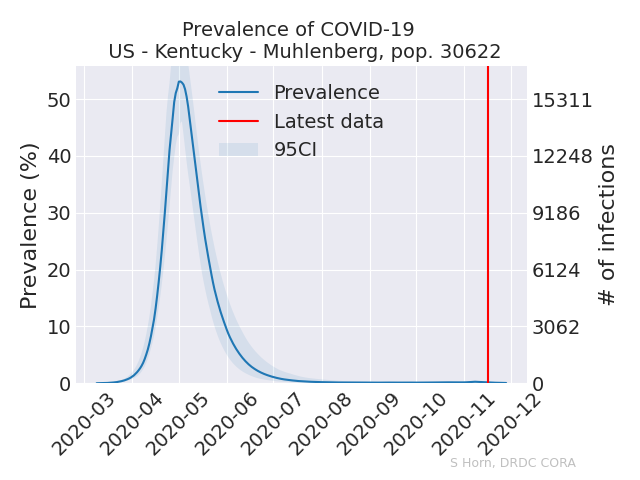 Prevalence of COVID-19
US - Kentucky - Muhlenberg, pop. 30622
Prevalence
Latest data
95CI
Prevalence (%)
50
40
30
20
10
0
15311
12248
9186
6124
3062
0
# of infections
2020-03
2020-04
2020-05
2020-06
2020-07
2020-08
2020-09
2020-10
2020-11
2020-12
S Horn, DRDC CORA